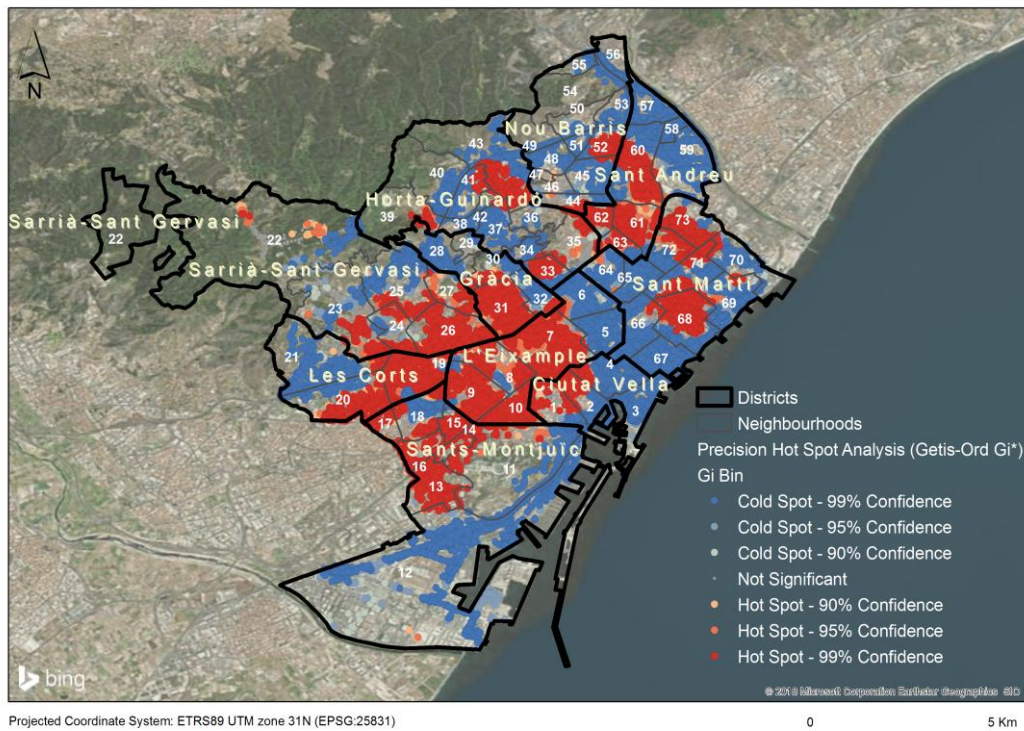 N
56
55
54
50
53
57
Nou Barris
58
43
49
51
52
60
59
48
40
41
47
45
Sant Andreu
46
Horta-Guinardó
44
39
42
36
62
61
73
Sarrià-Sant Gervasi
38
37
35
22
22
28
29
34
63
72
30
33
74
70
Sarrià-Sant Gervasi
64
65
Gràcia
Sant Martí
25
27
32
6
69
23
31
66
68
24
26
7
5
21
67
19
L'Eixample
4
Les Corts
8
Ciutat Vella
20
9
10
1
2
3
17
18
15
14
Sants-Montjuïc
16
11
13
12
Districts
Neighbourhoods
Precision Hot Spot Analysis (Getis-Ord Gi*)
Gi Bin
Cold Spot - 99% Confidence
Cold Spot - 95% Confidence
Cold Spot - 90% Confidence
Not Significant
Hot Spot - 90% Confidence
Hot Spot - 95% Confidence
Hot Spot - 99% Confidence
bing
© 2018 Microsoft Corporation Earthstar Geographics SIO
Projected Coordinate System: ETRS89 UTM zone 31N (EPSG:25831)
0 5 Km